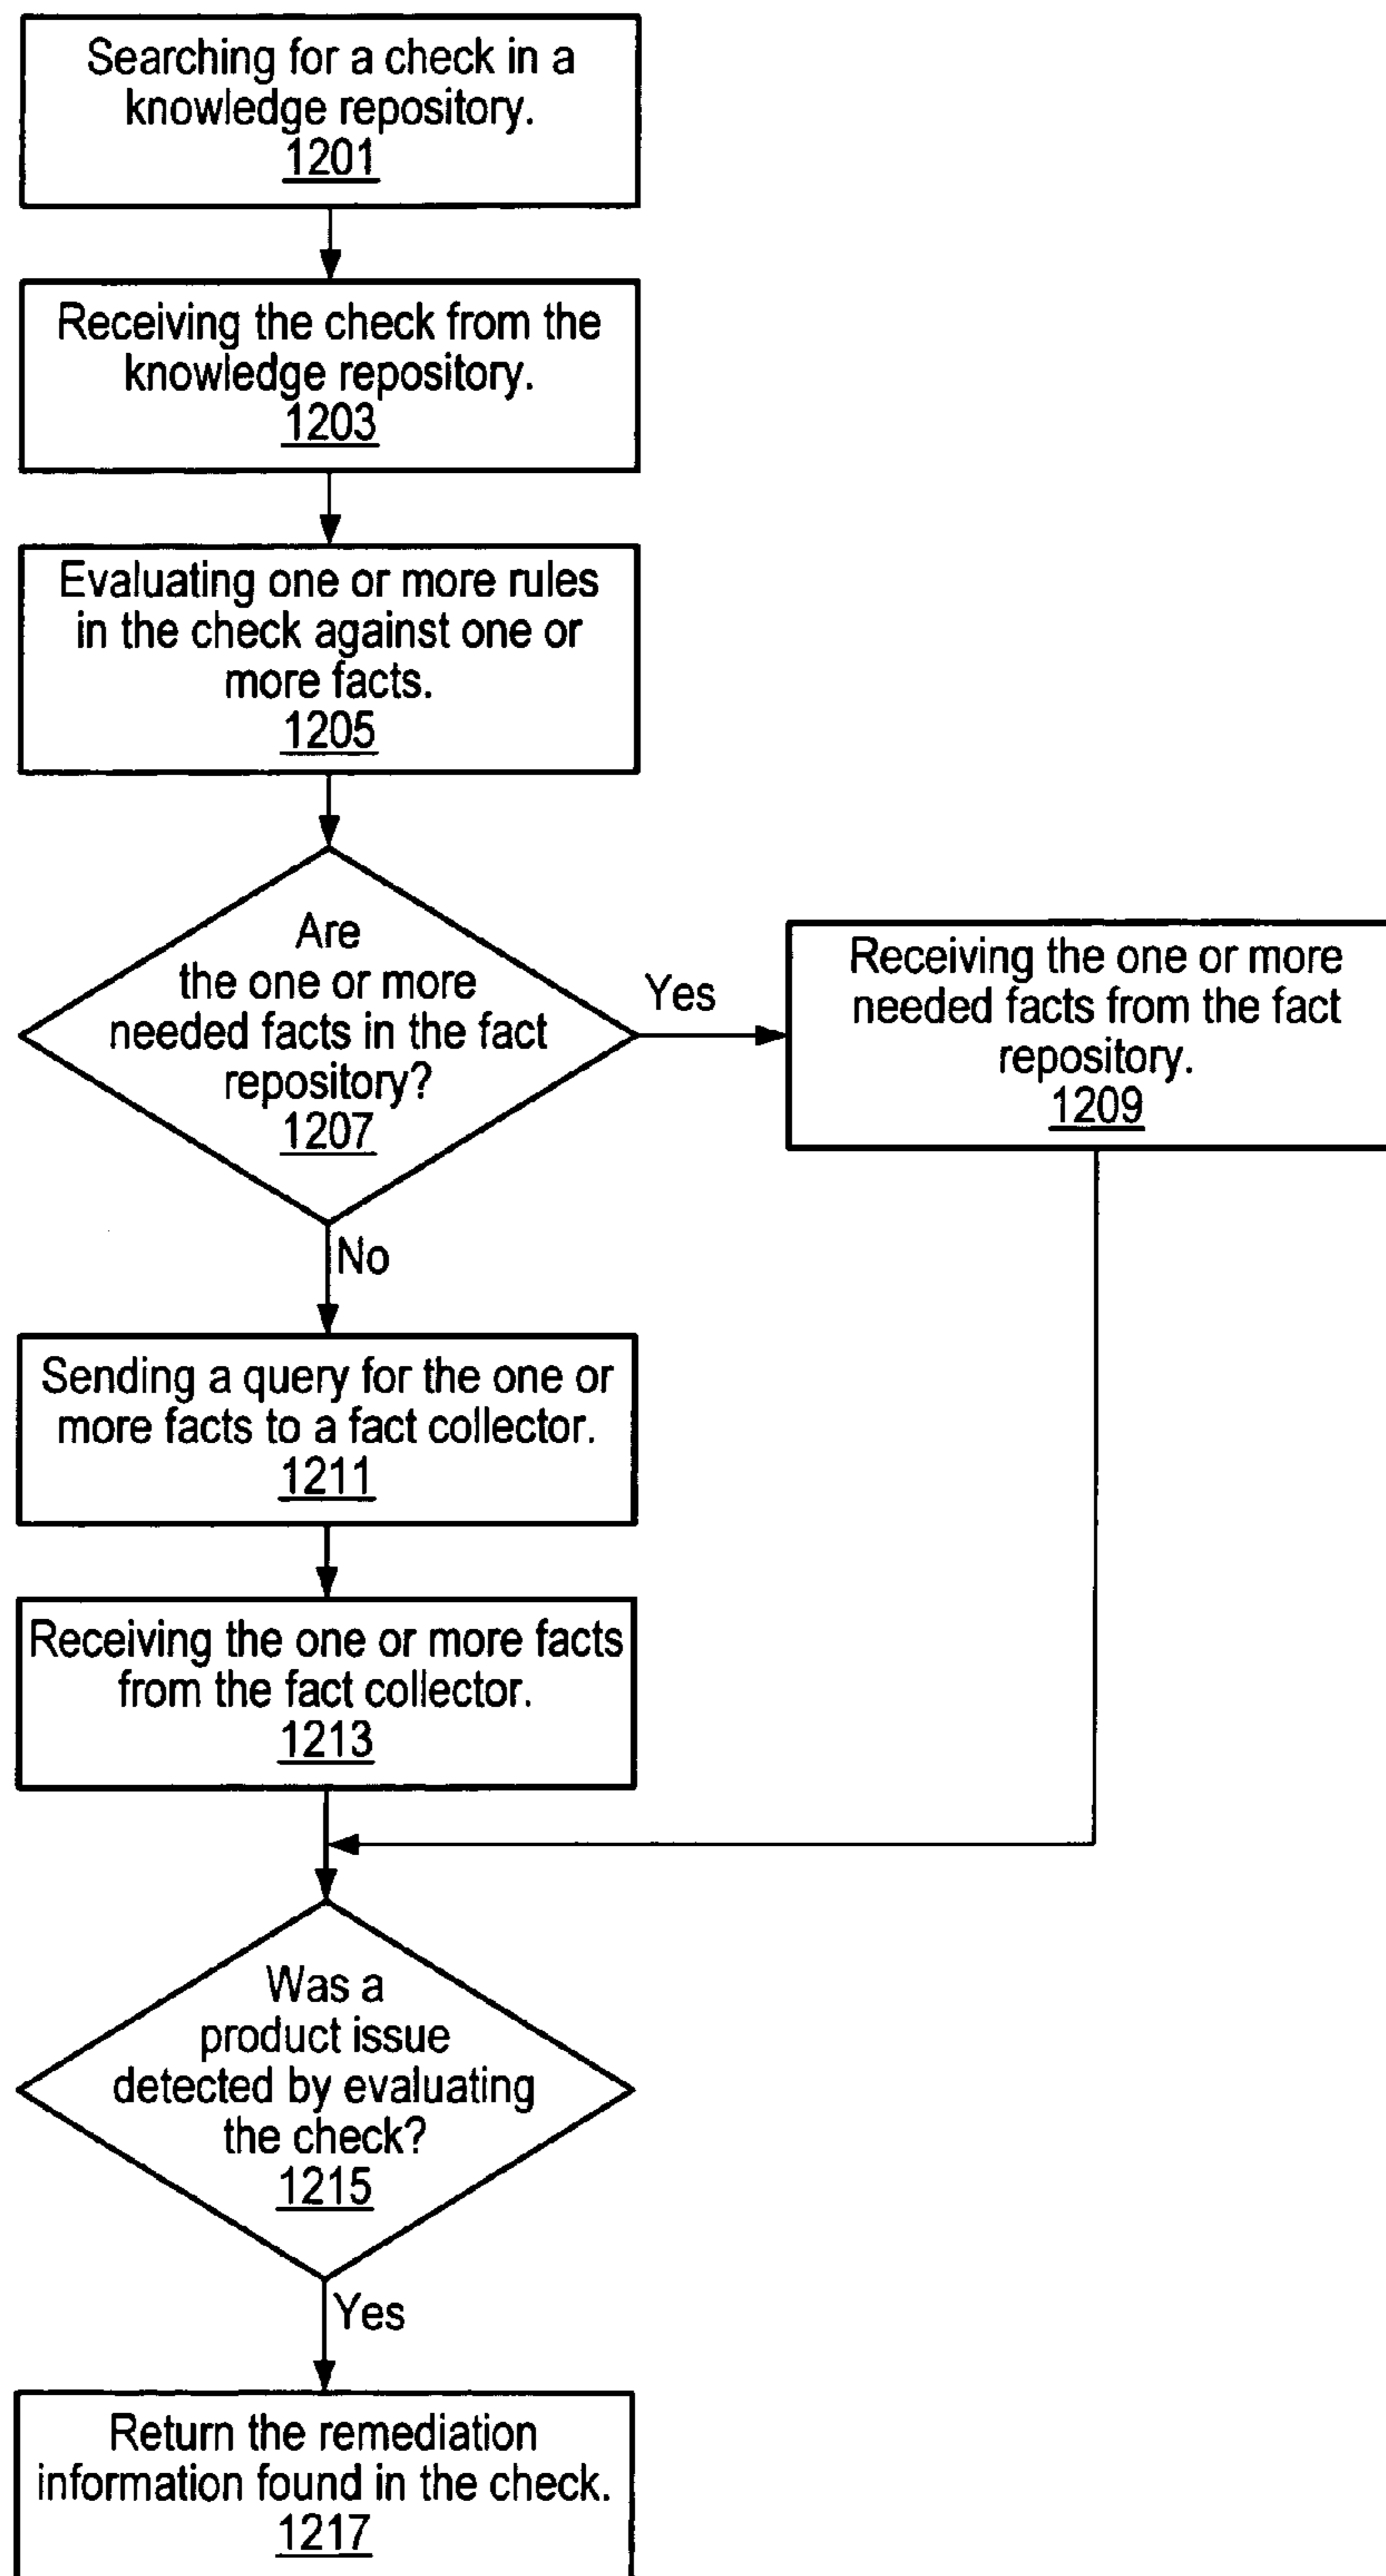 Searching for a check in a
knowledge repository.
1201
Receiving the check from the
knowledge repository.
1203
Evaluating one or more rules
in the check against one or
more facts.
1205
Are
the one or more
needed facts in the fact
repository?
1207
Yes
Receiving the one or more
needed facts from the fact
repository.
1209
No
Sending a query for the one or
more facts to a fact collector.
1211
Receiving the one or more facts
from the fact collector.
1213
Was a
product issue
detected by evaluating
the check?
1215
Yes
Return the remediation
information found in the check.
1217